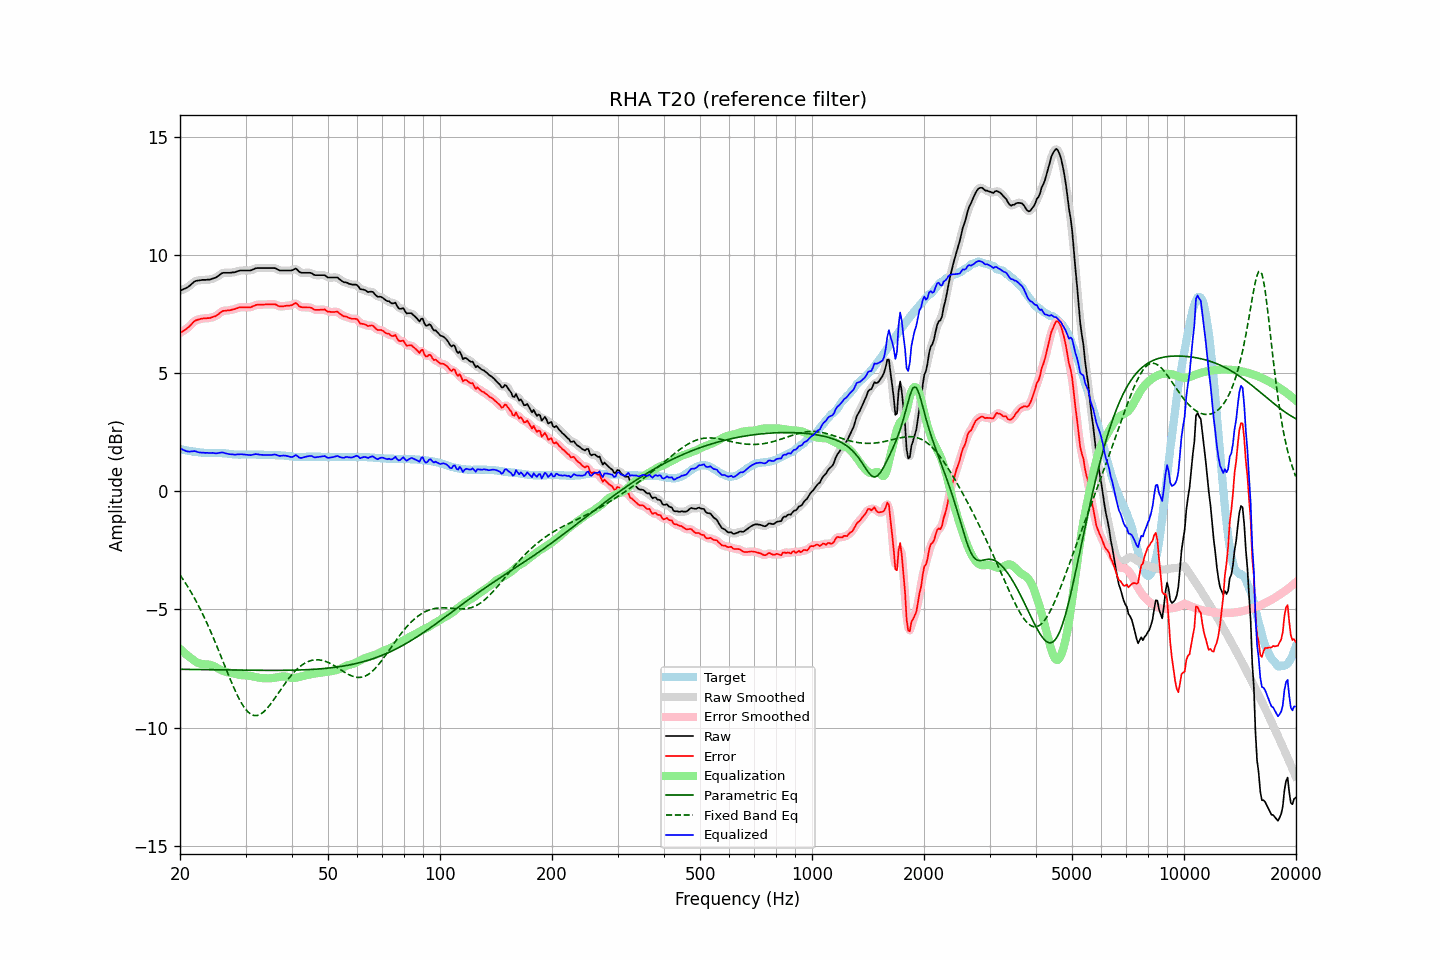 RHA T20 (reference filter)
Amplitude (dBr)
15
10
5
0
−5
−10
−15
Target
Raw Smoothed
Error Smoothed
Raw
Error
Equalization
Parametric Eq
Fixed Band Eq
Equalized
20
50
100
200
500
1000
2000
5000
10000
20000
Frequency (Hz)